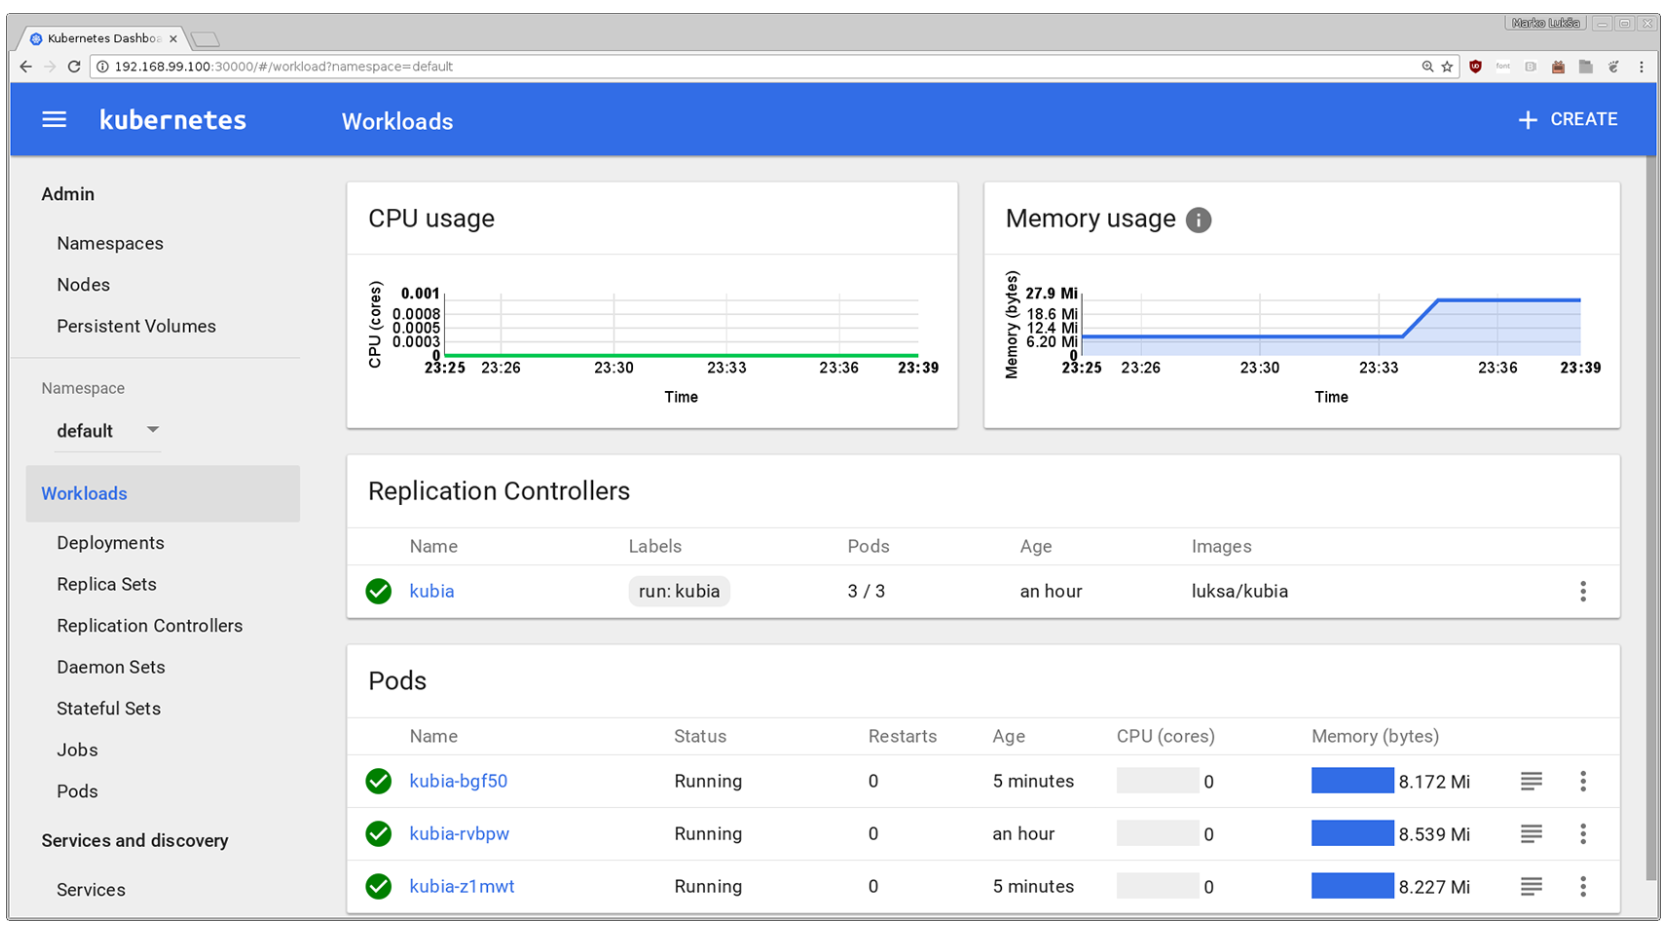 Marko Lukša
Kubernetes Dashboa
192.168.99.100:30000/#/workload?namespace=default
kubernetes
Workloads
+ CREATE
Admin
Namespaces
Nodes
Persistent Volumes
Namespace
default
Workloads
Deployments
Replica Sets
Replication Controllers
Daemon Sets
Stateful Sets
Jobs
Pods
Services and discovery
Services
CPU usage
CPU (cores)
0.001
0.0008
0.0005
0.0003
0
23:25 23:26 23:30 23:33 23:36 23:39
Time
Memory usage
Memory (bytes)
27.9 Mi
18.6 Mi
12.4 Mi
6.20 Mi
0
23:25 23:26 23:30 23:33 23:36 23:39
Time
Replication Controllers
Name Labels Pods Age Images
kubia run: kubia 3 / 3 an hour luksa/kubia
Pods
Name Status Restarts Age CPU (cores) Memory (bytes)
kubia-bgf50 Running 0 5 minutes 0 8.172 Mi
kubia-rvbpw Running 0 an hour 0 8.539 Mi
kubia-z1mwt Running 0 5 minutes 0 8.227 Mi